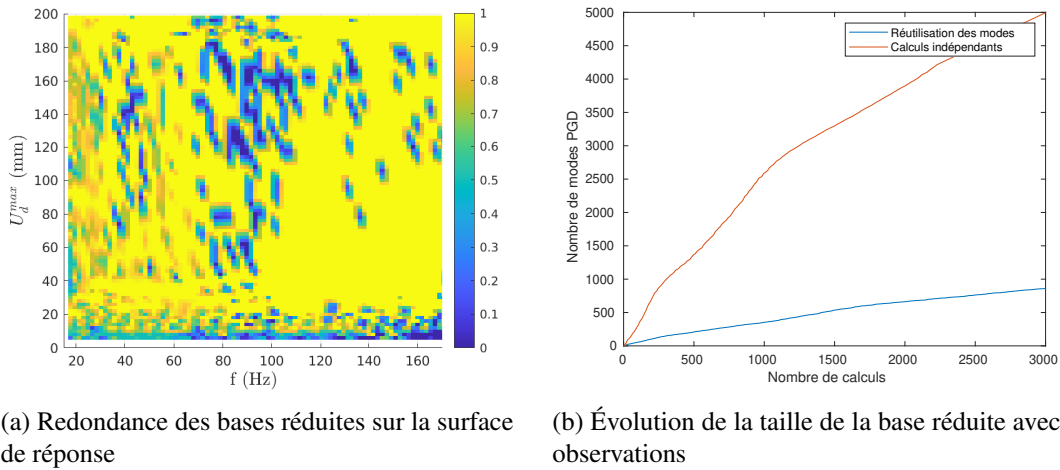 200
180
160
140
120
100
80
60
40
20
0
U_d^{max} (mm)
20 40 60 80 100 120 140 160
f (Hz)
1
0.9
0.8
0.7
0.6
0.5
0.4
0.3
0.2
0.1
0
5000
4500
4000
3500
3000
2500
2000
1500
1000
500
0
Nombre de modes PGD
Réutilisation des modes
Calculs indépendants
0 500 1000 1500 2000 2500 3000
Nombre de calculs
(a) Redondance des bases réduites sur la surface
de réponse
(b) Évolution de la taille de la base réduite avec
observations